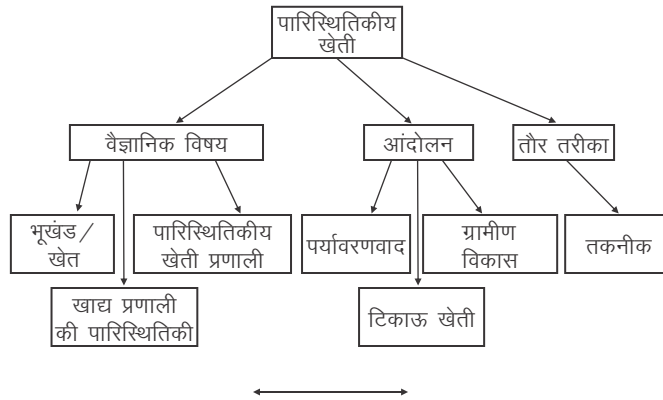 पारिस्थितिकीय
खेती
वैज्ञानिक विषय
आंदोलन
तौर तरीका
भूखंड /
खेत
पारिस्थितिकीय
खेती प्रणाली
पर्यावरणवाद
ग्रामीण
विकास
तकनीक
खाद्य प्रणाली
की पारिस्थितिकी
टिकाऊ खेती